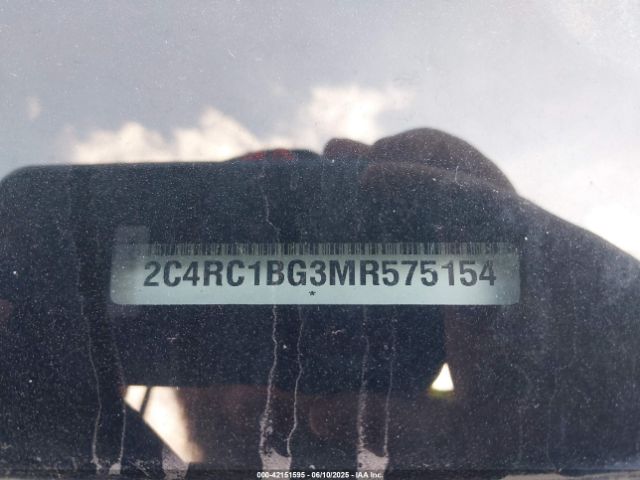 2C4RC1BG3MR575154
*
000-42151595 - 06/10/2025 - © IAA Inc.